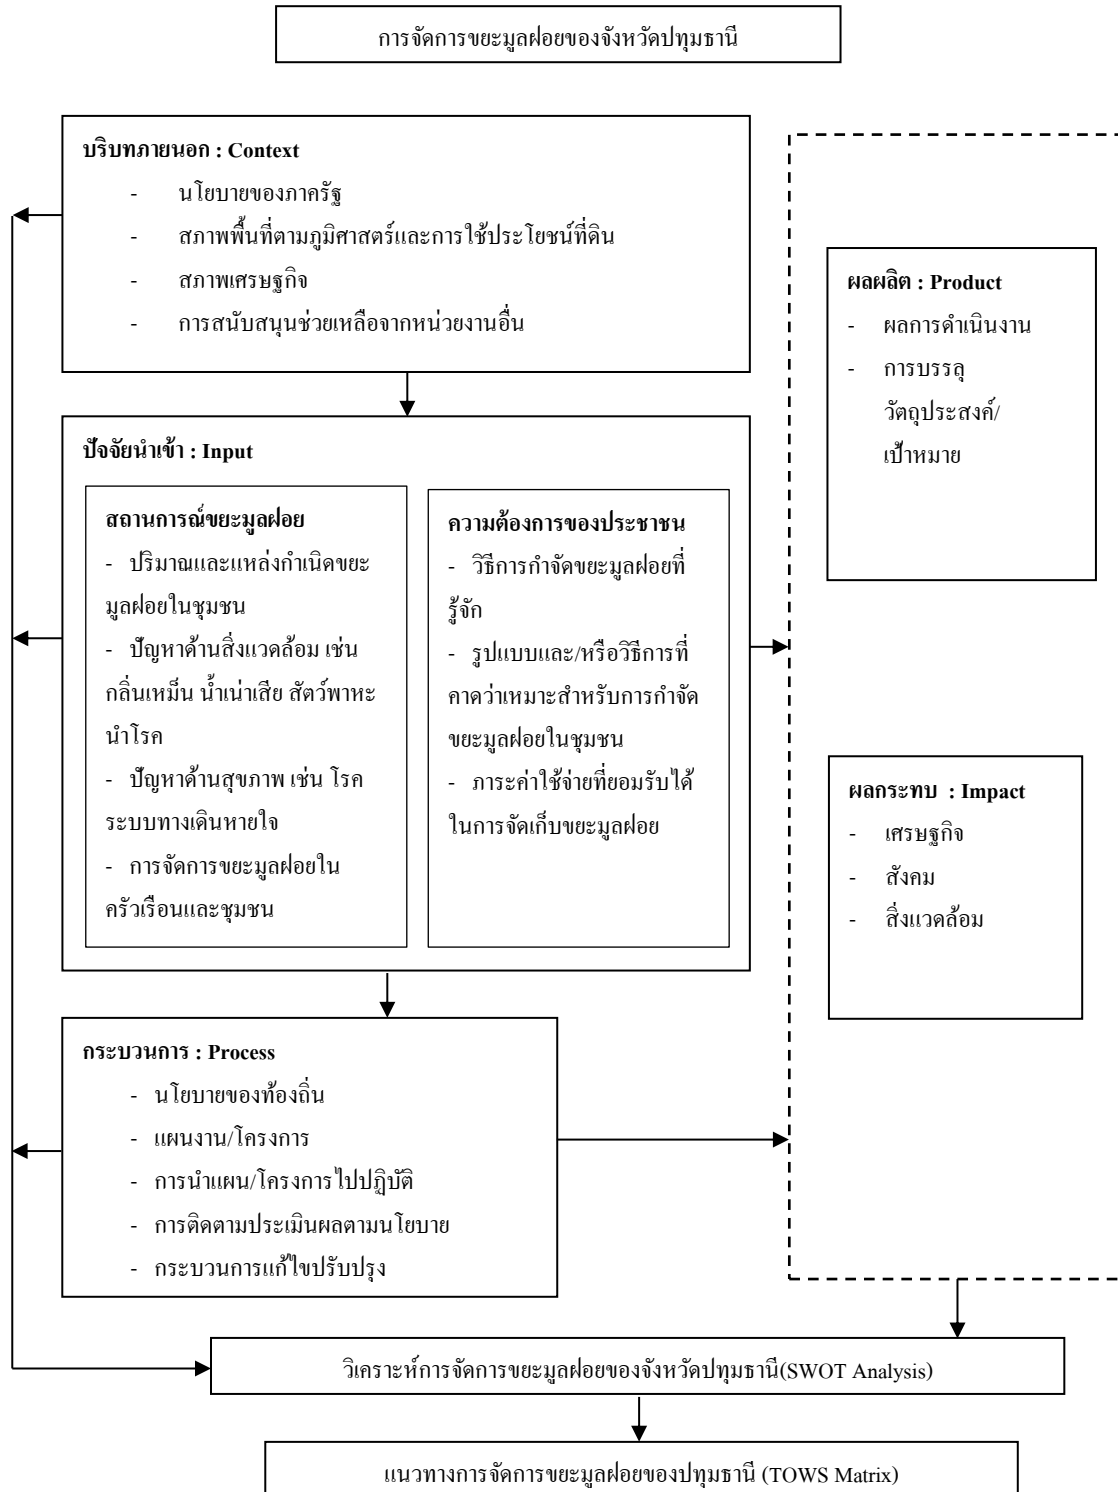 การจัดการขยะมูลฝอยของจังหวัดปทุมธานี
บริบทภายนอก : Context
- นโยบายของภาครัฐ
- สภาพพื้นที่ตามภูมิศาสตร์และการใช้ประโยชน์ที่ดิน
- สภาพเศรษฐกิจ
- การสนับสนุนช่วยเหลือจากหน่วยงานอื่น
ปัจจัยนำเข้า : Input
สถานการณ์ขยะมูลฝอย
- ปริมาณและแหล่งกำเนิดขยะ
มูลฝอยในชุมชน
- ปัญหาด้านสิ่งแวดล้อม เช่น
กลิ่นเหม็น น้ำเน่าเสีย สัตว์พาหะ
นำโรค
- ปัญหาด้านสุขภาพ เช่น โรค
ระบบทางเดินหายใจ
- การจัดการขยะมูลฝอยใน
ครัวเรือนและชุมชน
ความต้องการของประชาชน
- วิธีการกำจัดขยะมูลฝอยที่
รู้จัก
- รูปแบบและ/หรือวิธีการที่
คาดว่าเหมาะสำหรับการกำจัด
ขยะมูลฝอยในชุมชน
- ภาระค่าใช้จ่ายที่ยอมรับได้
ในการจัดเก็บขยะมูลฝอย
กระบวนการ : Process
- นโยบายของท้องถิ่น
- แผนงาน/โครงการ
- การนำแผน/โครงการไปปฏิบัติ
- การติดตามประเมินผลตามนโยบาย
- กระบวนการแก้ไขปรับปรุง
ผลผลิต : Product
- ผลการดำเนินงาน
- การบรรลุ
วัตถุประสงค์/
เป้าหมาย
ผลกระทบ : Impact
- เศรษฐกิจ
- สังคม
- สิ่งแวดล้อม
วิเคราะห์การจัดการขยะมูลฝอยของจังหวัดปทุมธานี(SWOT Analysis)
แนวทางการจัดการขยะมูลฝอยของปทุมธานี (TOWS Matrix)